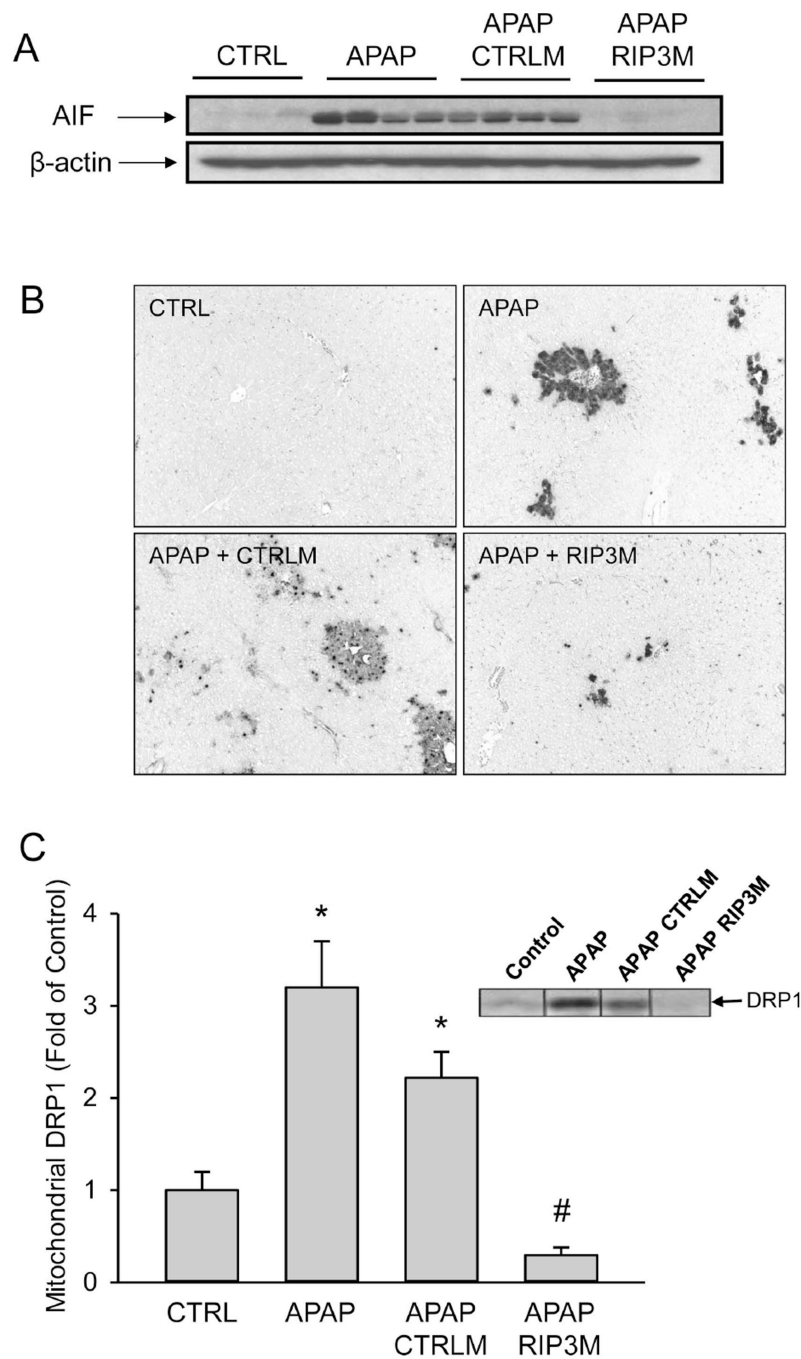 A
CTRL
APAP
APAP
CTRLM
APAP
RIP3M
AIF
β-actin
B
CTRL
APAP
APAP + CTRLM
APAP + RIP3M
C
Mitochondrial DRP1 (Fold of Control)
4
3
2
1
0
*
*
#
CTRL
APAP
APAP
CTRLM
APAP
RIP3M
Control
APAP
APAP CTRLM
APAP RIP3M
DRP1